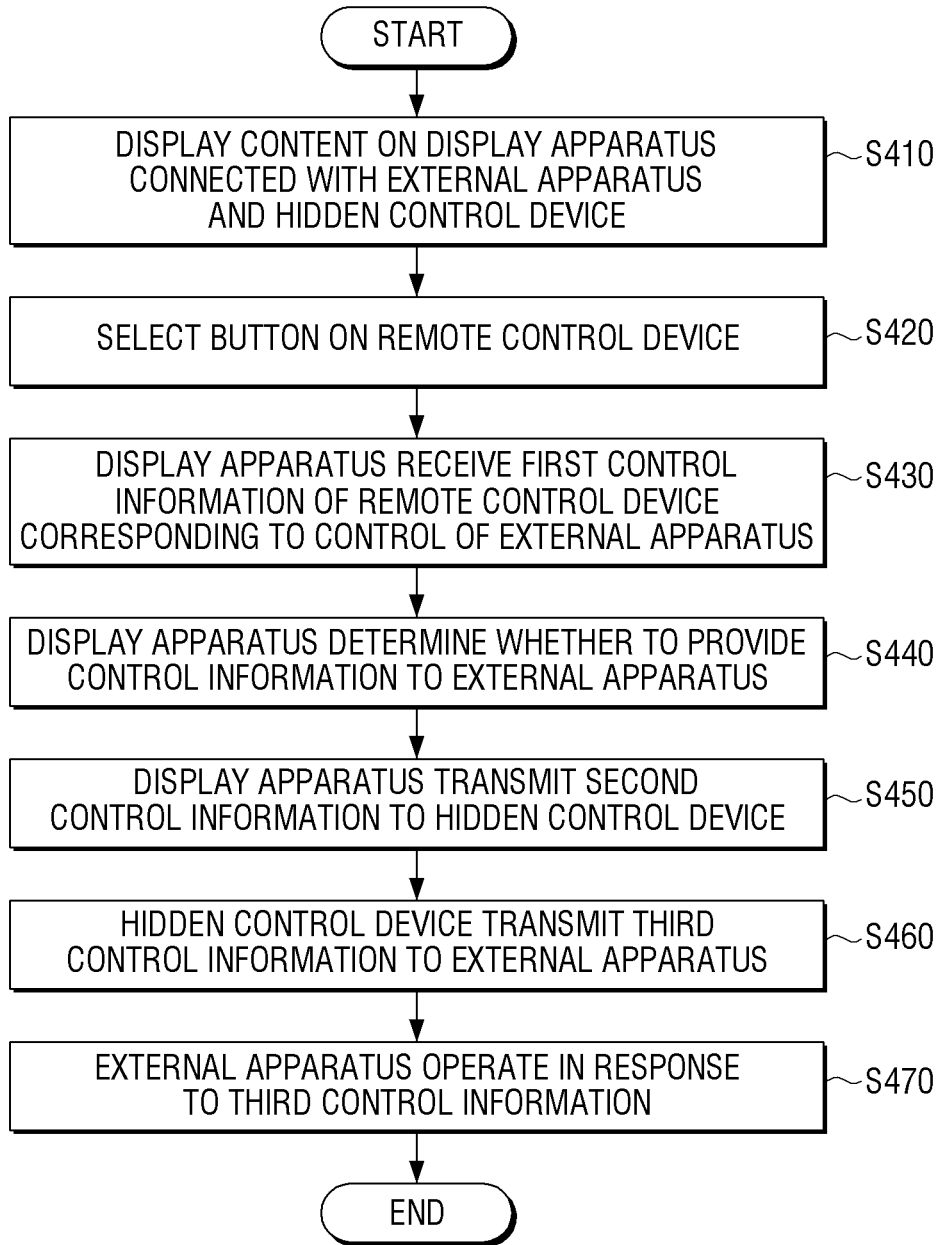 START
DISPLAY CONTENT ON DISPLAY APPARATUS
CONNECTED WITH EXTERNAL APPARATUS
AND HIDDEN CONTROL DEVICE
S410
SELECT BUTTON ON REMOTE CONTROL DEVICE
S420
DISPLAY APPARATUS RECEIVE FIRST CONTROL
INFORMATION OF REMOTE CONTROL DEVICE
CORRESPONDING TO CONTROL OF EXTERNAL APPARATUS
S430
DISPLAY APPARATUS DETERMINE WHETHER TO PROVIDE
CONTROL INFORMATION TO EXTERNAL APPARATUS
S440
DISPLAY APPARATUS TRANSMIT SECOND
CONTROL INFORMATION TO HIDDEN CONTROL DEVICE
S450
HIDDEN CONTROL DEVICE TRANSMIT THIRD
CONTROL INFORMATION TO EXTERNAL APPARATUS
S460
EXTERNAL APPARATUS OPERATE IN RESPONSE
TO THIRD CONTROL INFORMATION
S470
END